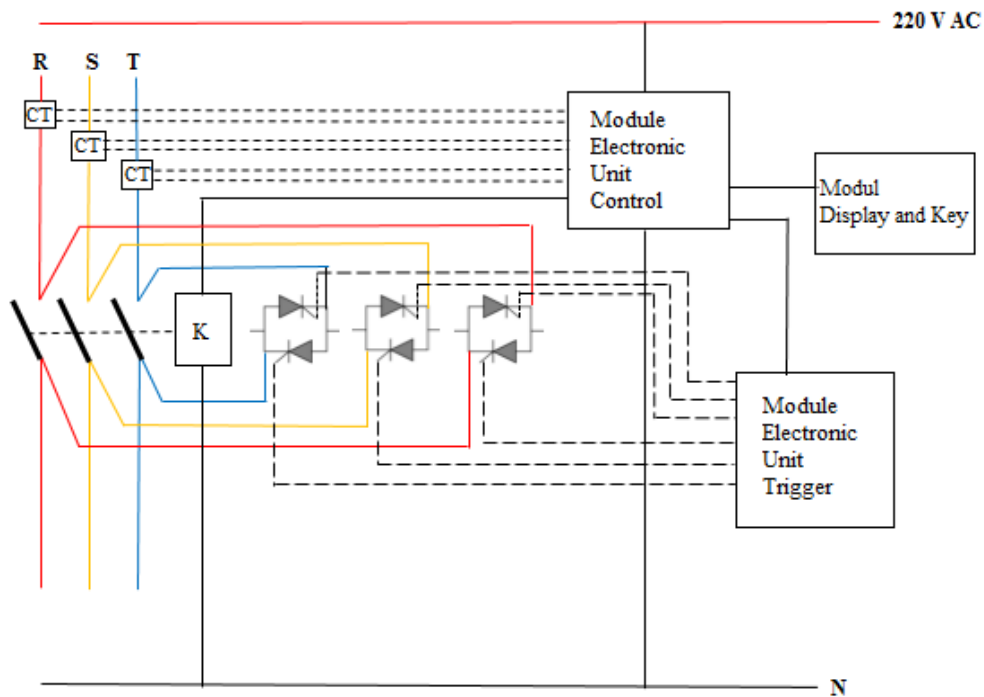 220 V AC
R S T
CT
CT
CT
Module
Electronic
Unit
Control
Modul
Display and Key
K
Module
Electronic
Unit
Trigger
N